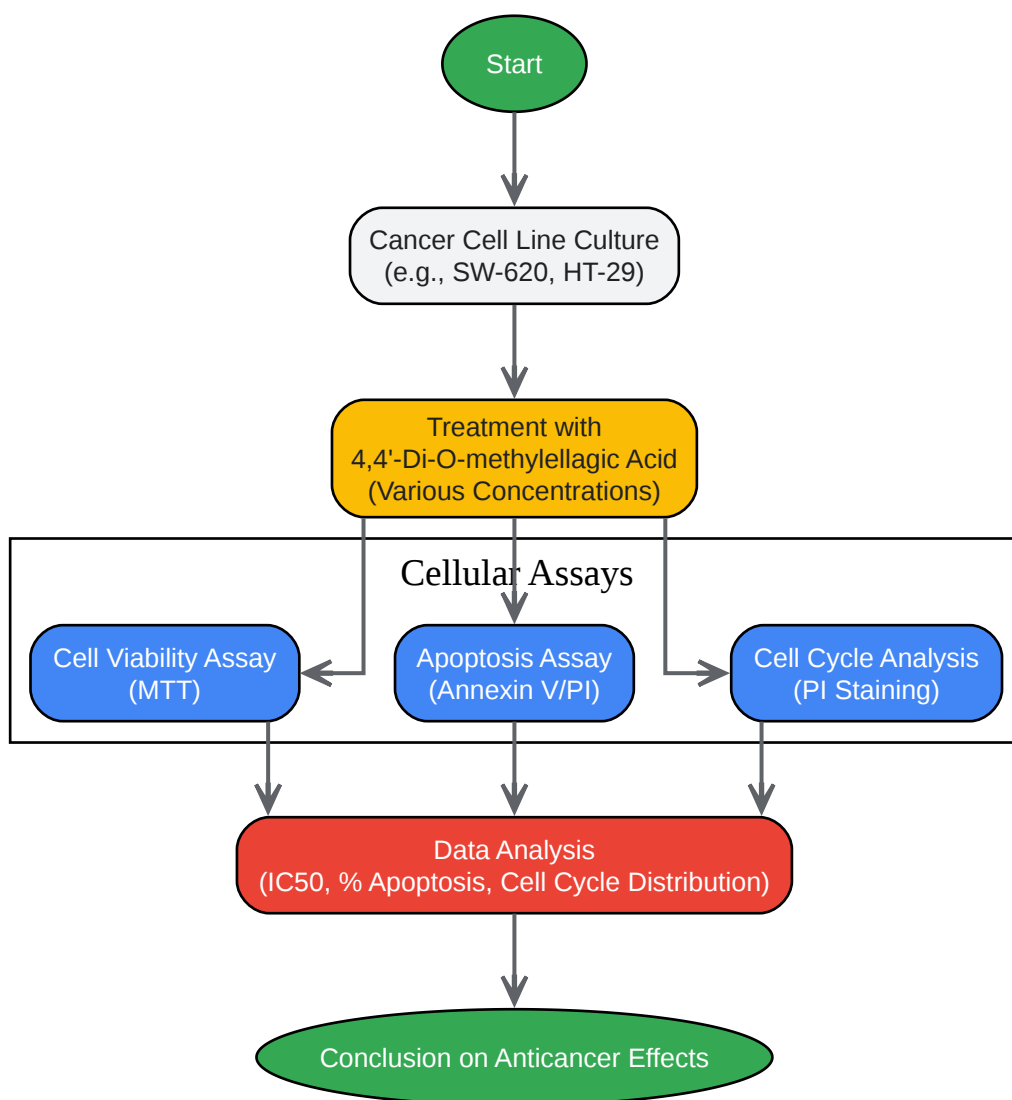 Start
Cancer Cell Line Culture
(e.g., SW-620, HT-29)
Treatment with
4,4'-Di-O-methylellagic Acid
(Various Concentrations)
Cellular Assays
Cell Viability Assay
(MTT)
Apoptosis Assay
(Annexin V/PI)
Cell Cycle Analysis
(PI Staining)
Data Analysis
(IC50, % Apoptosis, Cell Cycle Distribution)
Conclusion on Anticancer Effects